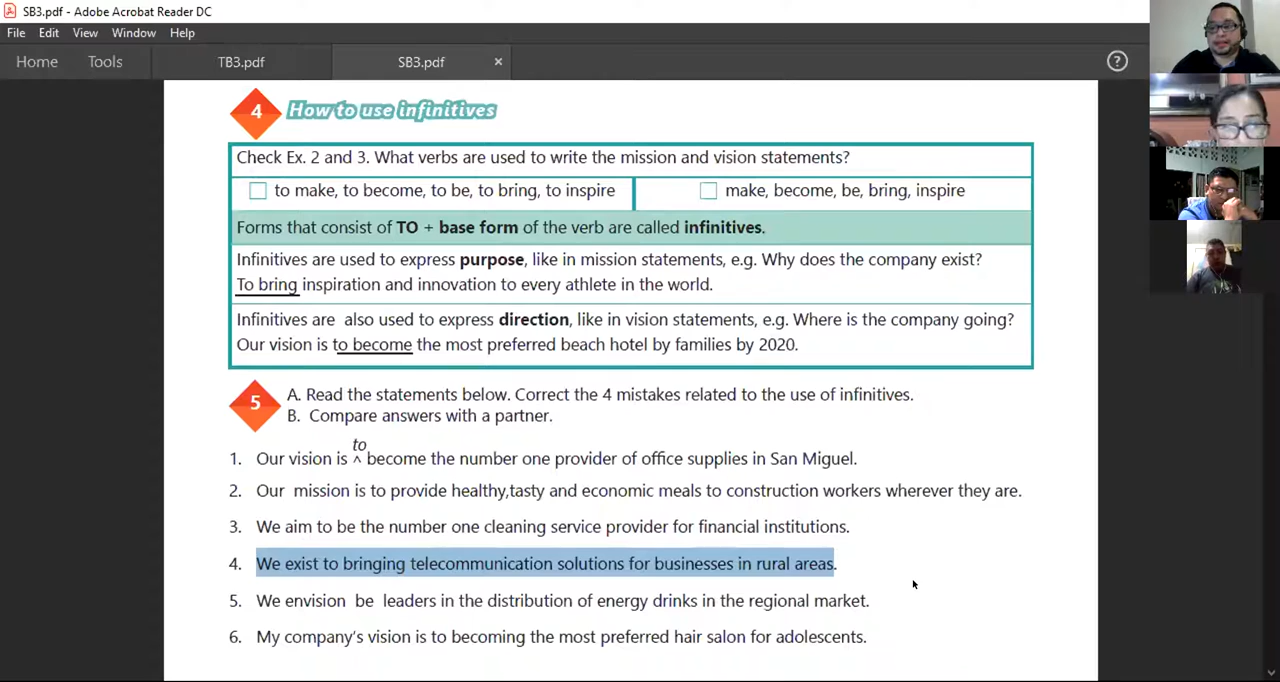 SB3.pdf - Adobe Acrobat Reader DC
File Edit View Window Help
Home Tools TB3.pdf SB3.pdf × ?
4 How to use infinitives
Check Ex. 2 and 3. What verbs are used to write the mission and vision statements?
to make, to become, to be, to bring, to inspire make, become, be, bring, inspire
Forms that consist of TO + base form of the verb are called infinitives.
Infinitives are used to express purpose, like in mission statements, e.g. Why does the company exist?
To bring inspiration and innovation to every athlete in the world.
Infinitives are also used to express direction, like in vision statements, e.g. Where is the company going?
Our vision is to become the most preferred beach hotel by families by 2020.
5 A. Read the statements below. Correct the 4 mistakes related to the use of infinitives.
B. Compare answers with a partner.
to
1. Our vision is ^ become the number one provider of office supplies in San Miguel.
2. Our mission is to provide healthy,tasty and economic meals to construction workers wherever they are.
3. We aim to be the number one cleaning service provider for financial institutions.
4. We exist to bringing telecommunication solutions for businesses in rural areas.
5. We envision be leaders in the distribution of energy drinks in the regional market.
6. My company's vision is to becoming the most preferred hair salon for adolescents.